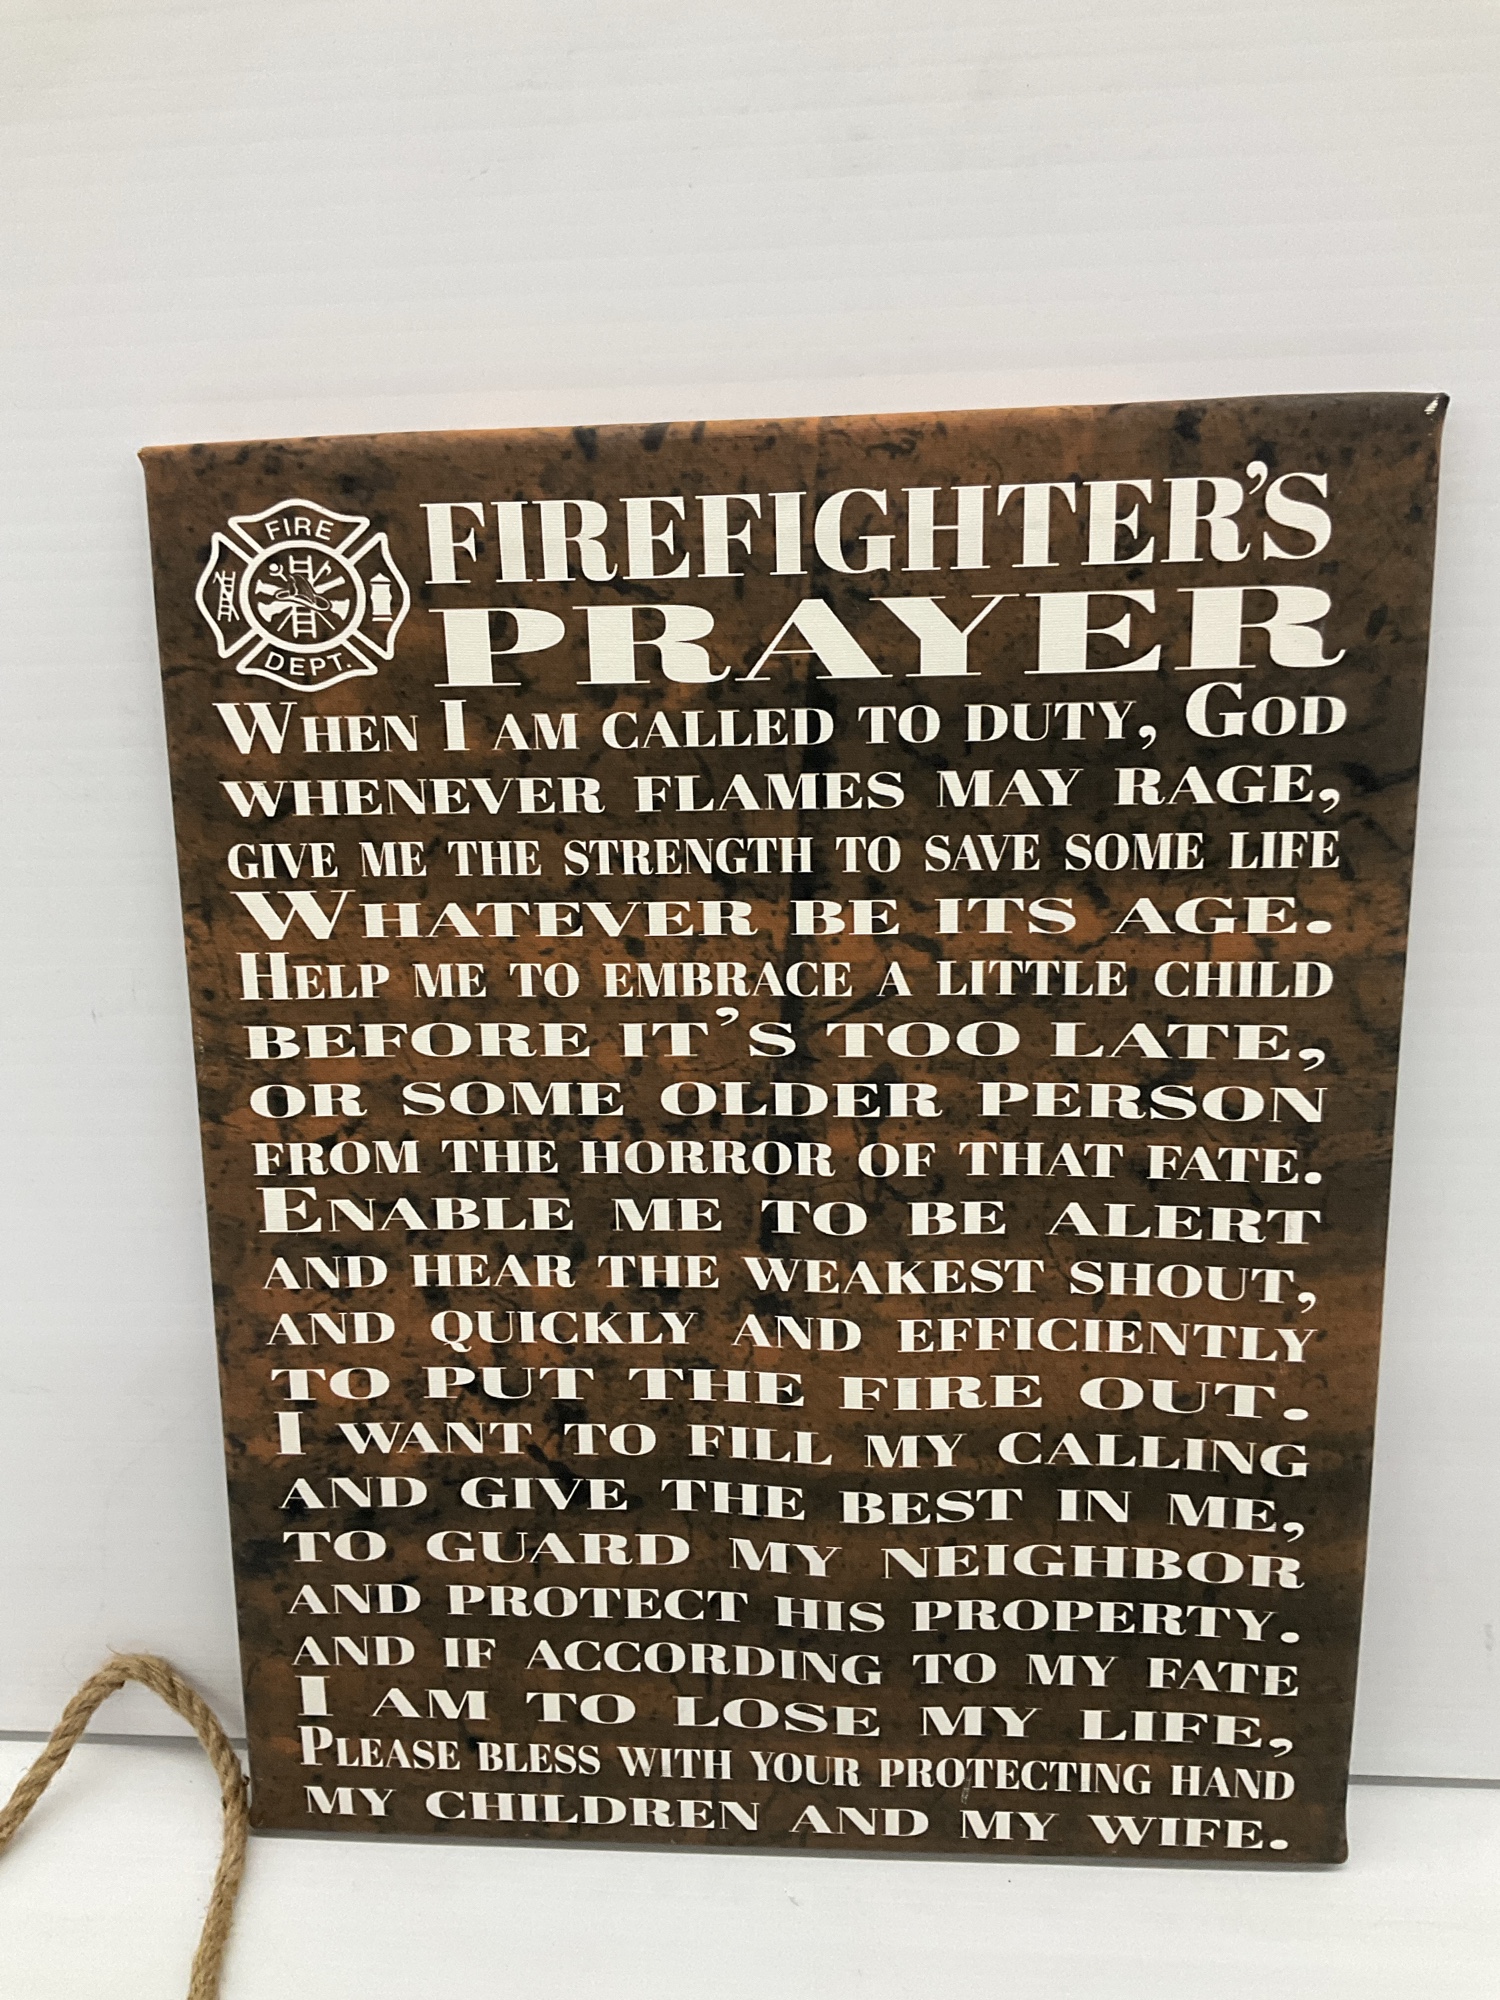 FIRE
DEPT.
FIREFIGHTER'S
PRAYER
WHEN I AM CALLED TO DUTY, GOD
WHENEVER FLAMES MAY RAGE,
GIVE ME THE STRENGTH TO SAVE SOME LIFE
WHATEVER BE ITS AGE.
HELP ME TO EMBRACE A LITTLE CHILD
BEFORE IT'S TOO LATE,
OR SOME OLDER PERSON
FROM THE HORROR OF THAT FATE.
ENABLE ME TO BE ALERT
AND HEAR THE WEAKEST SHOUT,
AND QUICKLY AND EFFICIENTLY
TO PUT THE FIRE OUT.
I WANT TO FILL MY CALLING
AND GIVE THE BEST IN ME,
TO GUARD MY NEIGHBOR
AND PROTECT HIS PROPERTY.
AND IF ACCORDING TO MY FATE
I AM TO LOSE MY LIFE,
PLEASE BLESS WITH YOUR PROTECTING HAND
MY CHILDREN AND MY WIFE.